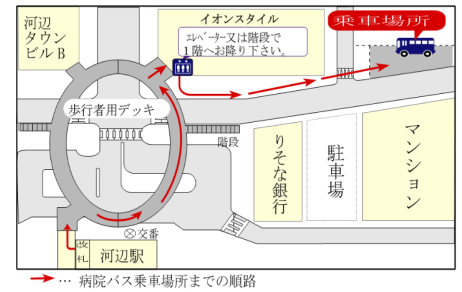 河辺
タウン
ビルB
イオンスタイル
エレベーター又は階段で
1階へお降り下さい。
乗車場所
歩行者用デッキ
階段
りそな銀行
駐車場
マンション
交番
改札
河辺駅
… 病院バス乗車場所までの順路